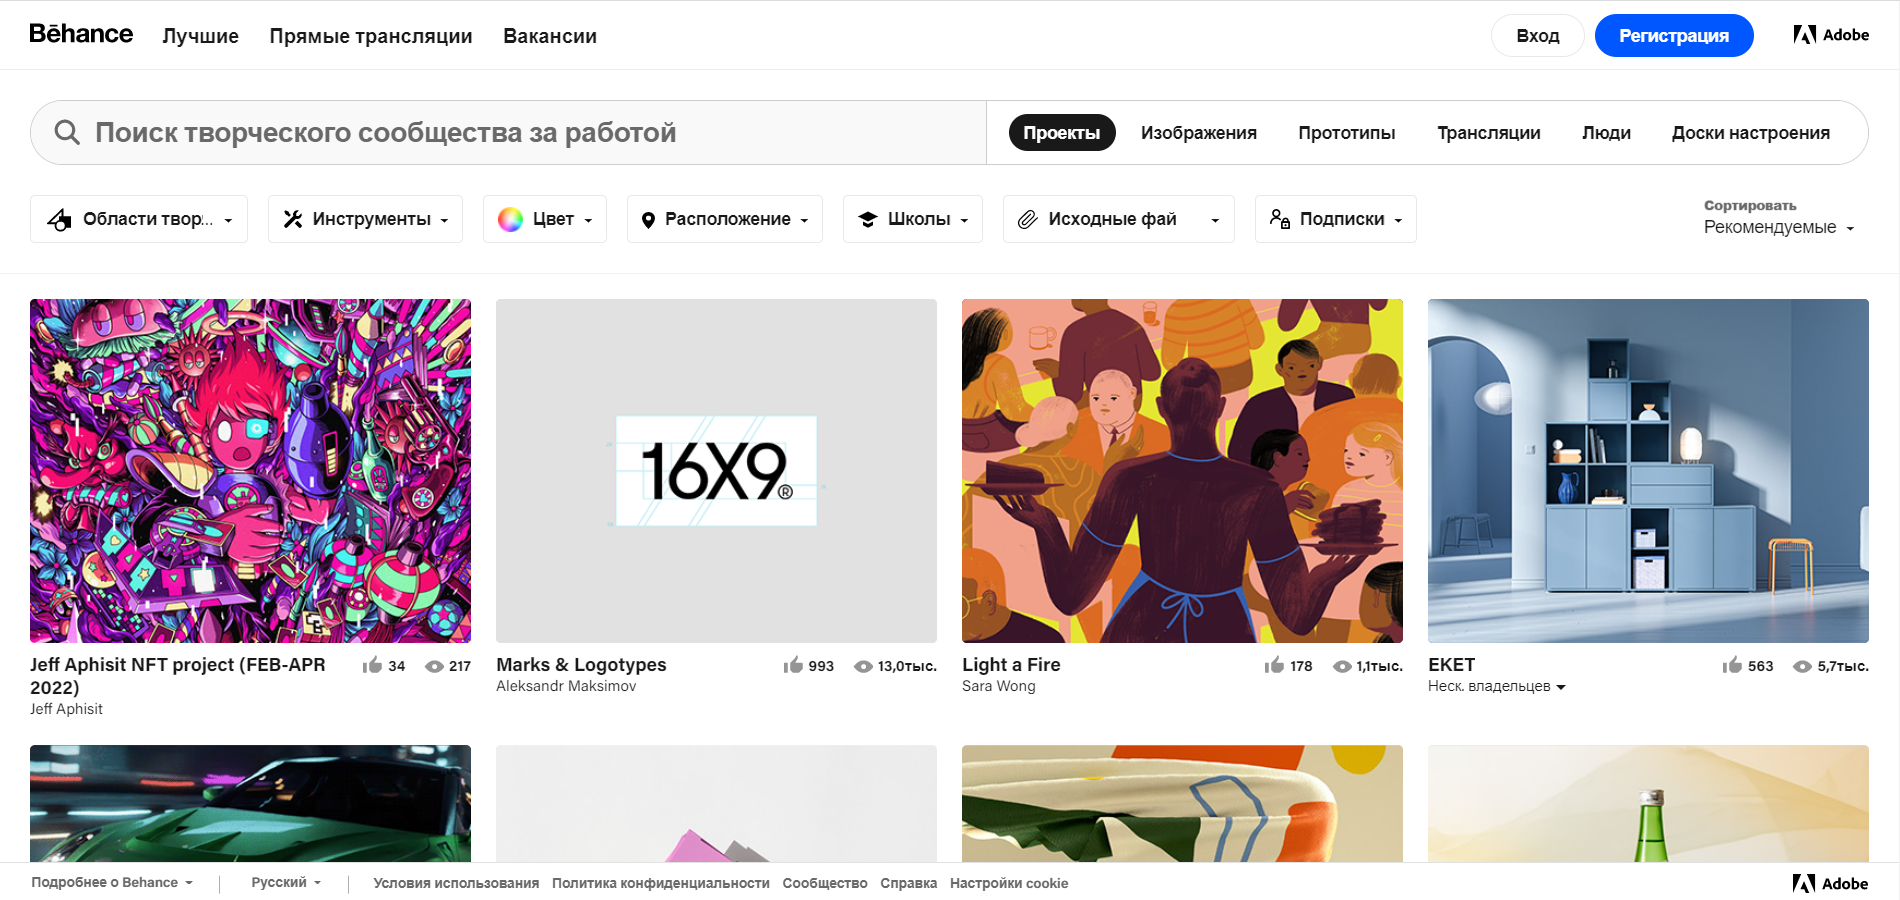 Bēhance
Лучшие
Прямые трансляции
Вакансии
Вход
Регистрация
Adobe
Поиск творческого сообщества за работой
Проекты
Изображения
Прототипы
Трансляции
Люди
Доски настроения
Области твор...
Инструменты
Цвет
Расположение
Школы
Исходные фай
Подписки
Сортировать
Рекомендуемые
16X9®
Jeff Aphisit NFT project (FEB-APR
2022)
34
217
Jeff Aphisit
Marks & Logotypes
993
13,0тыс.
Aleksandr Maksimov
Light a Fire
178
1,1тыс.
Sara Wong
EKET
563
5,7тыс.
Неск. владельцев
Подробнее о Behance
Русский
Условия использования
Политика конфиденциальности
Сообщество
Справка
Настройки cookie
Adobe